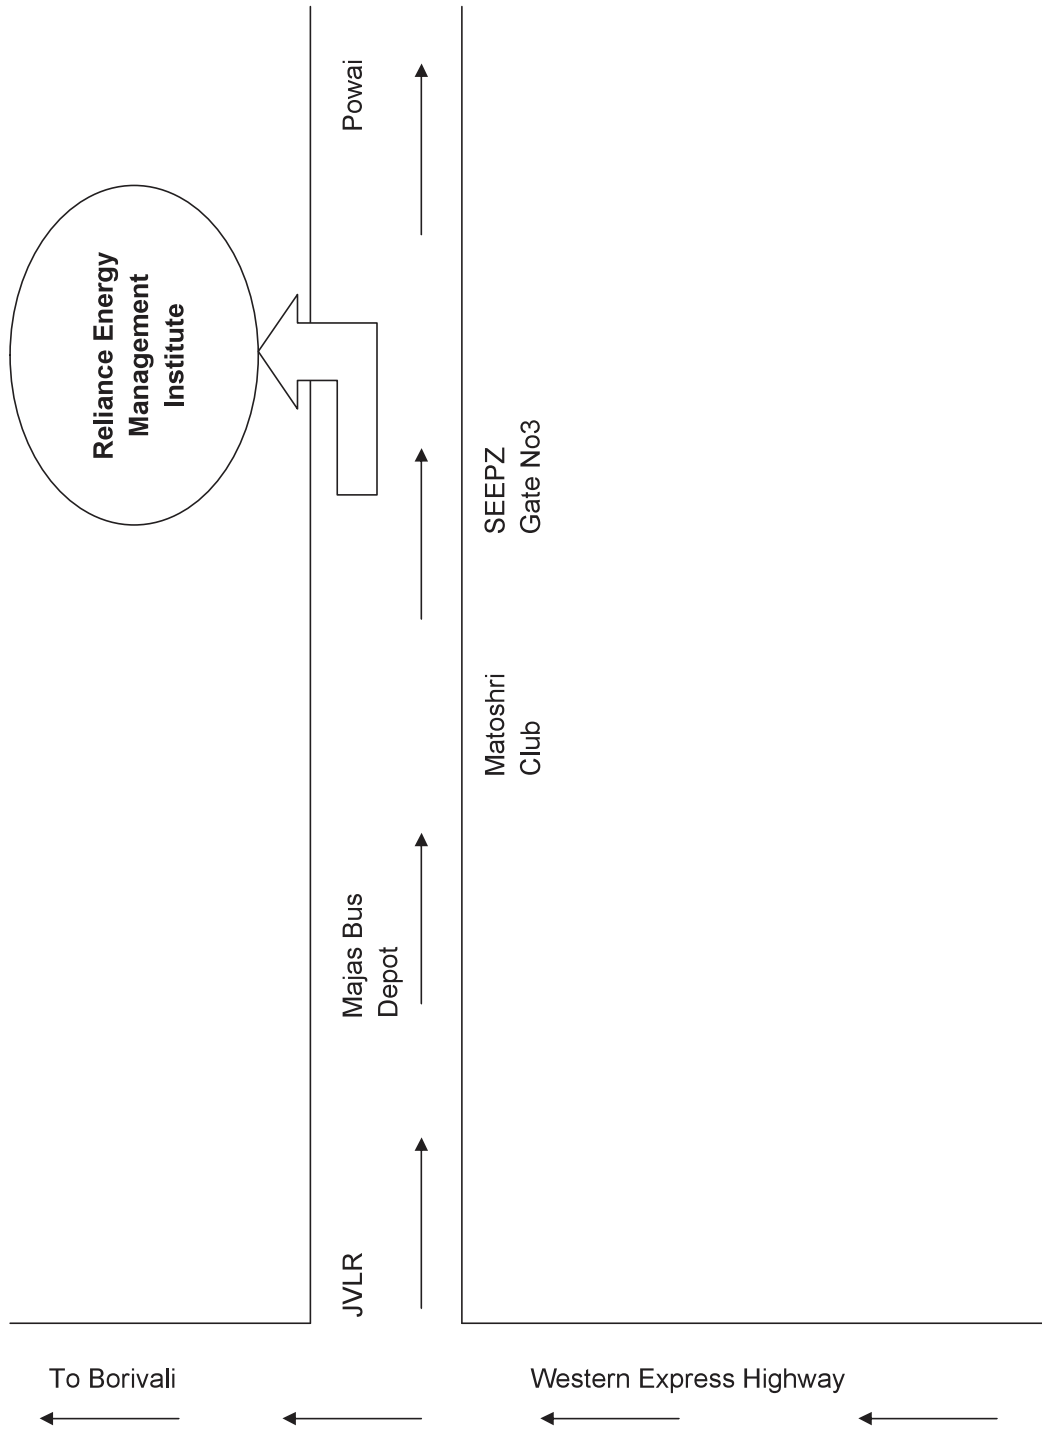 Powai
Reliance Energy
Management
Institute
SEEPZ
Gate No3
Matoshri
Club
Majas Bus
Depot
JVLR
To Borivali
Western Express Highway